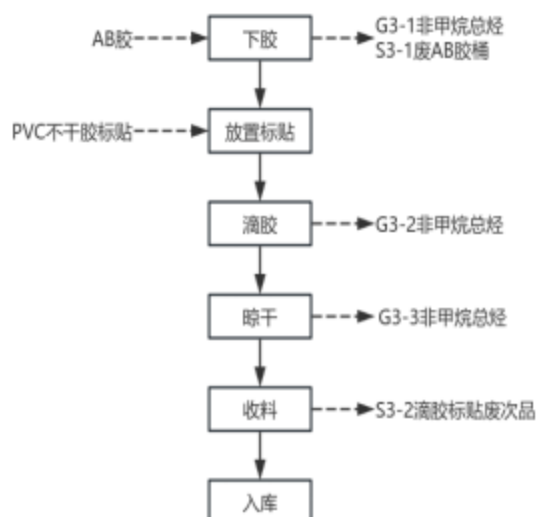 AB胶
下胶
G3-1非甲烷总烃
S3-1废AB胶桶
PVC不干胶标贴
放置标贴
滴胶
G3-2非甲烷总烃
晾干
G3-3非甲烷总烃
收料
S3-2滴胶标贴废次品
入库